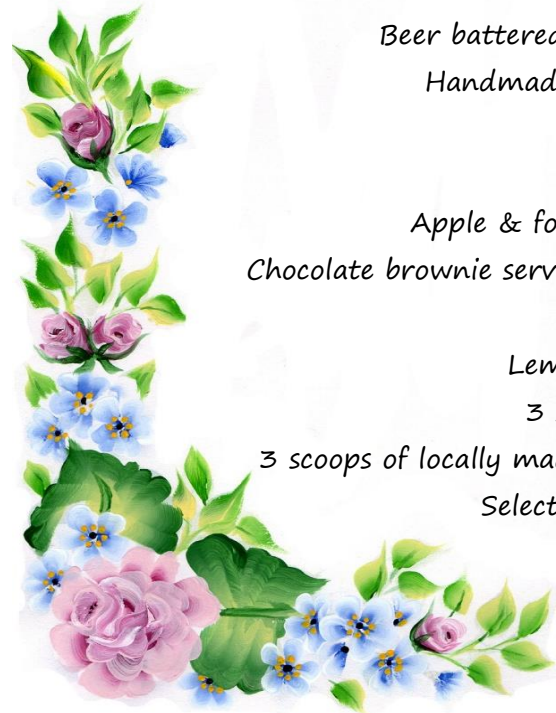 Beer battered
Handmad
Apple & fo
Chocolate brownie serv
Lem
3
3 scoops of locally ma
Select